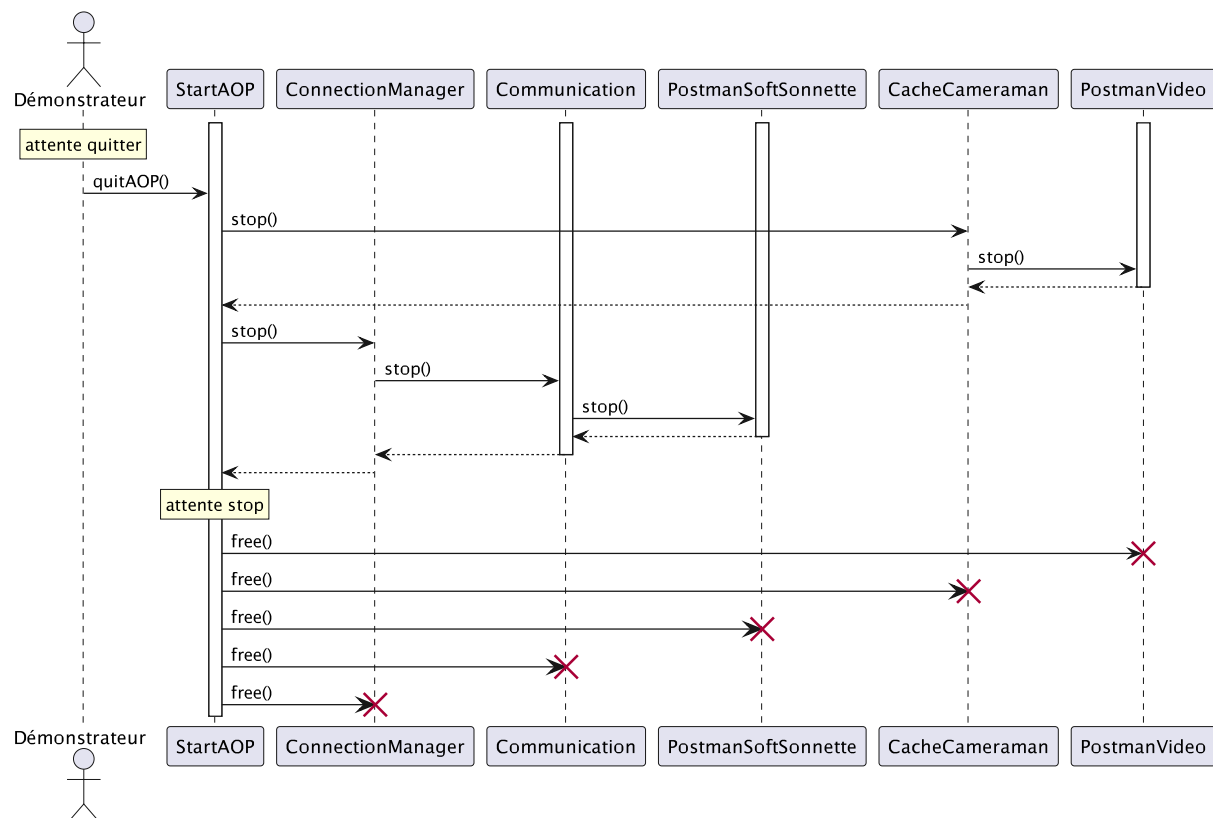 Démonstrateur
StartAOP
ConnectionManager
Communication
PostmanSoftSonnette
CacheCameraman
PostmanVideo
attente quitter
quitAOP()
stop()
stop()
stop()
stop()
stop()
attente stop
free()
free()
free()
free()
free()
Démonstrateur
StartAOP
ConnectionManager
Communication
PostmanSoftSonnette
CacheCameraman
PostmanVideo